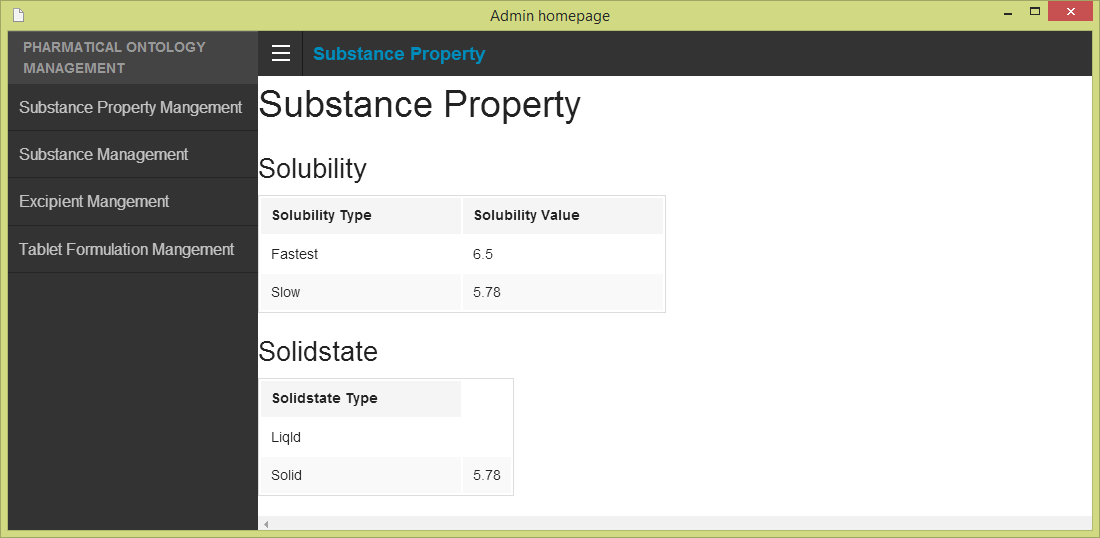 Admin homepage
PHARMATICAL ONTOLOGY
MANAGEMENT
Substance Property Mangement
Substance Management
Excipient Mangement
Tablet Formulation Mangement
Substance Property
Substance Property
Solubility
Solubility Type Solubility Value
Fastest 6.5
Slow 5.78
Solidstate
Solidstate Type
Liqld
Solid 5.78